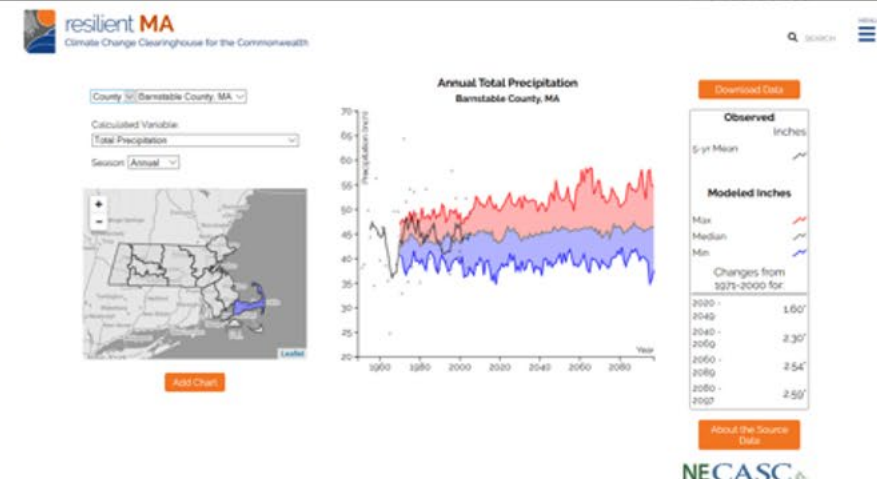 resilient MA
Climate Change Clearinghouse for the Commonwealth
SEARCH
MENU
County Barnstable County, MA
Calculated Variable:
Total Precipitation
Season: Annual
+
-
Leaflet
Add Chart
Annual Total Precipitation
Barnstable County, MA
Precipitation (inch)
70
65
60
55
50
45
40
35
30
25
20
1960 1980 2000 2020 2040 2060 2080
Year
Download Data
Observed
Inches
5-yr Mean
Modeled Inches
Max
Median
Min
Changes from
1971-2000 for:
2020 -
2049
1.60"
2040 -
2069
2.30"
2060 -
2089
2.54"
2080 -
2097
2.59"
About the Source
Data
NECASC